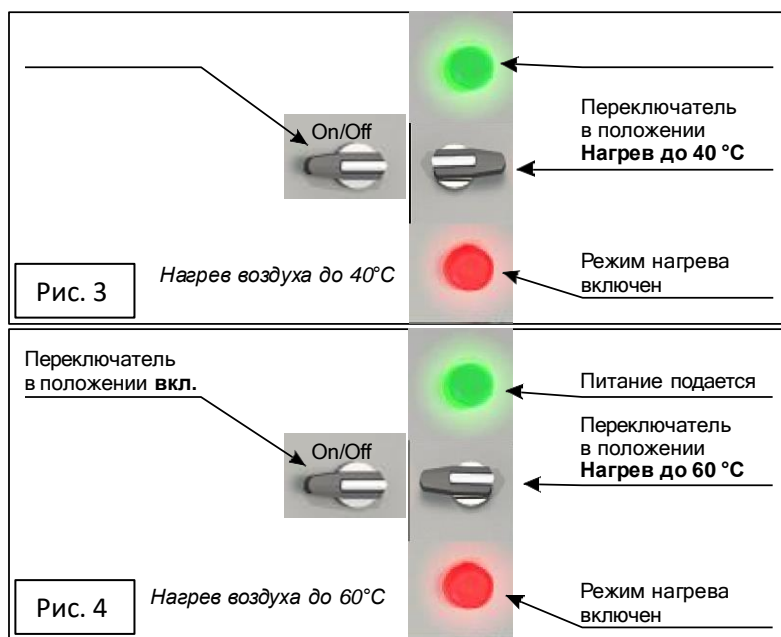 On/Off
Переключатель
в положении
Нагрев до 40 °C
Нагрев воздуха до 40°C
Режим нагрева
включен
Рис. 3
Переключатель
в положении вкл.
Питание подается
On/Off
Переключатель
в положении
Нагрев до 60 °C
Нагрев воздуха до 60°C
Режим нагрева
включен
Рис. 4